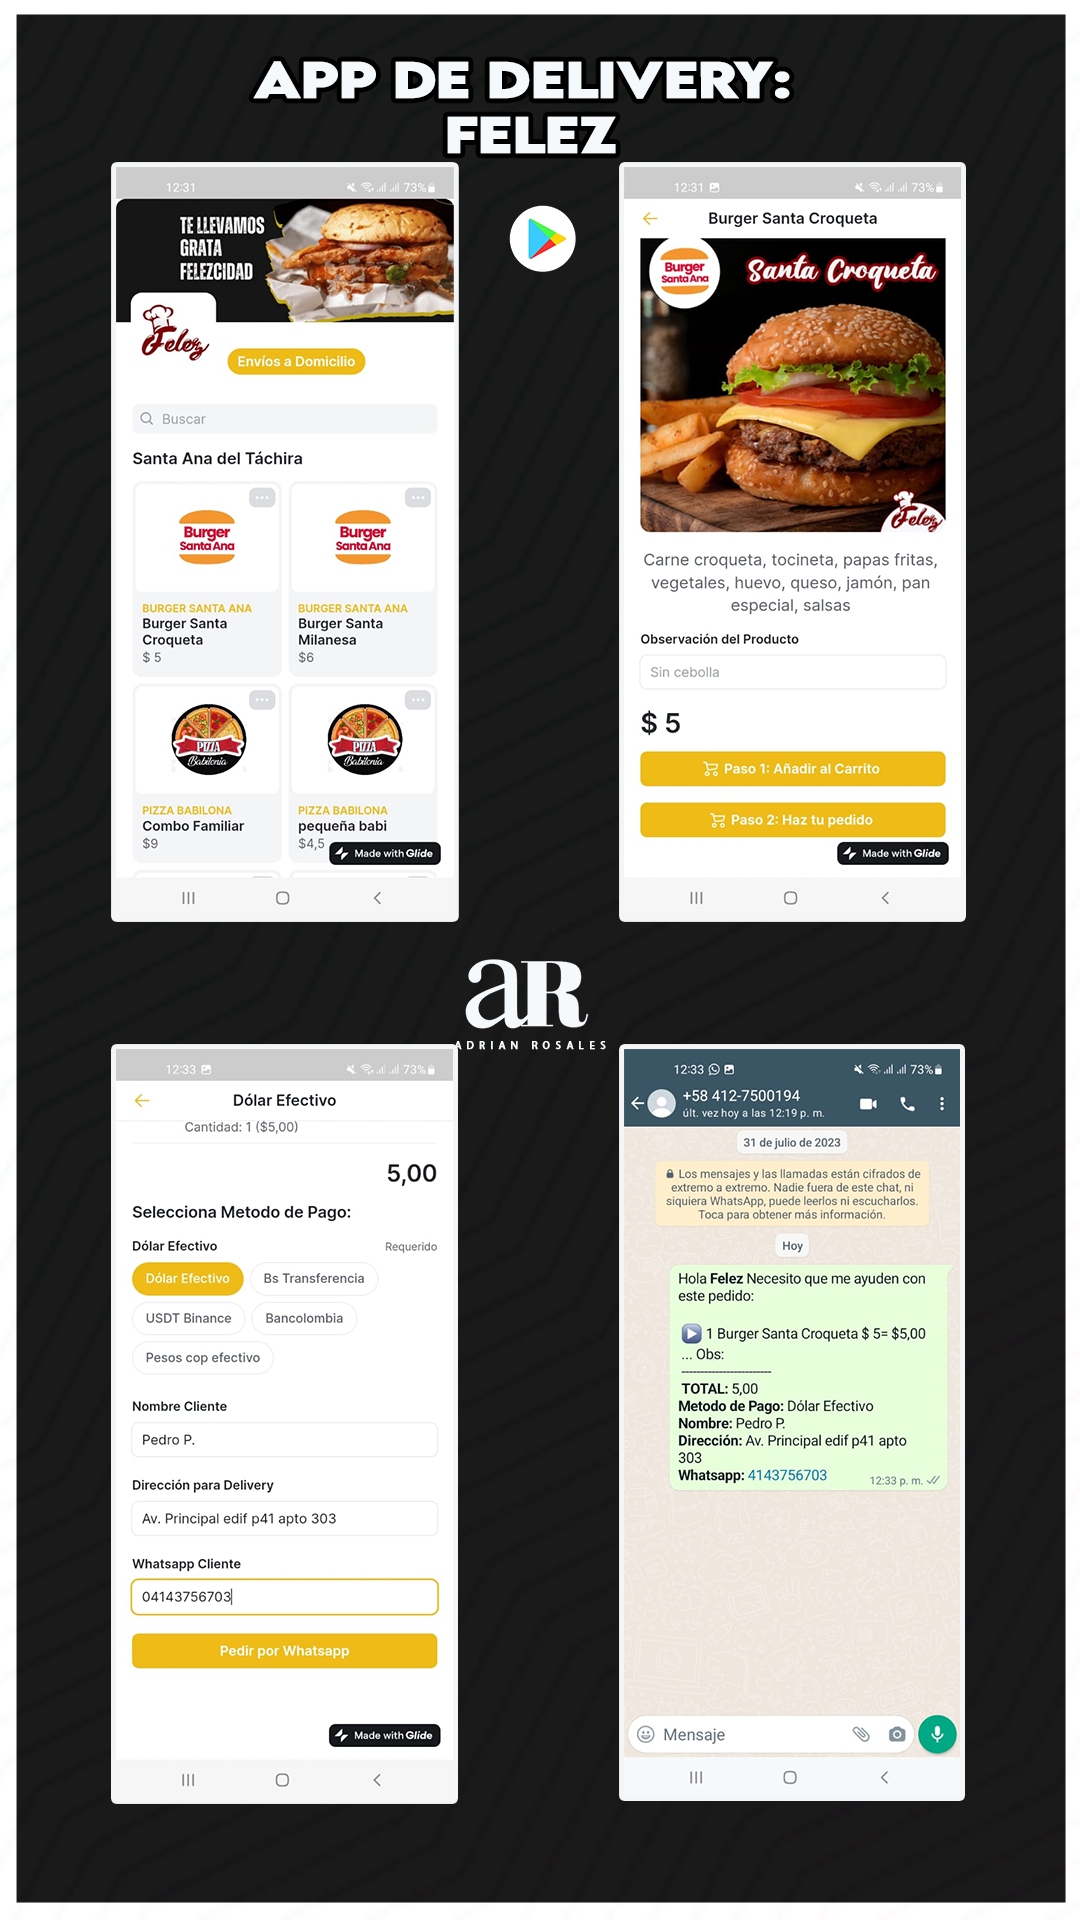 APP DE DELIVERY:
FELEZ
12:31
73%
TE LLEVAMOS
GRATA
FELEZCIDAD
Felez
Envíos a Domicilio
Buscar
Santa Ana del Táchira
Burger
Santa Ana
BURGER SANTA ANA
Burger Santa
Croqueta
$ 5
Burger
Santa Ana
BURGER SANTA ANA
Burger Santa
Milanesa
$6
PIZZA
Babilonia
PIZZA BABILONA
Combo Familiar
$9
PIZZA
Babilonia
PIZZA BABILONA
pequeña babi
$4,5
Made with Glide
12:31
73%
Burger Santa Croqueta
Burger
Santa Ana
Santa Croqueta
Felez
Carne croqueta, tocineta, papas fritas,
vegetales, huevo, queso, jamón, pan
especial, salsas
Observación del Producto
Sin cebolla
$ 5
Paso 1: Añadir al Carrito
Paso 2: Haz tu pedido
Made with Glide
aR
ADRIAN ROSALES
12:33
73%
Dólar Efectivo
Cantidad: 1 ($5,00)
5,00
Selecciona Metodo de Pago:
Dólar Efectivo
Requerido
Dólar Efectivo
Bs Transferencia
USDT Binance
Bancolombia
Pesos cop efectivo
Nombre Cliente
Pedro P.
Dirección para Delivery
Av. Principal edif p41 apto 303
Whatsapp Cliente
04143756703
Pedir por Whatsapp
Made with Glide
12:33
73%
+58 412-7500194
últ. vez hoy a las 12:19 p. m.
31 de julio de 2023
Los mensajes y las llamadas están cifrados de
extremo a extremo. Nadie fuera de este chat, ni
siquiera WhatsApp, puede leerlos ni escucharlos.
Toca para obtener más información.
Hoy
Hola Felez Necesito que me ayuden con
este pedido:
▶ 1 Burger Santa Croqueta $ 5= $5,00
... Obs:
------------------------
TOTAL: 5,00
Metodo de Pago: Dólar Efectivo
Nombre: Pedro P.
Dirección: Av. Principal edif p41 apto
303
Whatsapp: 4143756703
12:33 p. m.
Mensaje